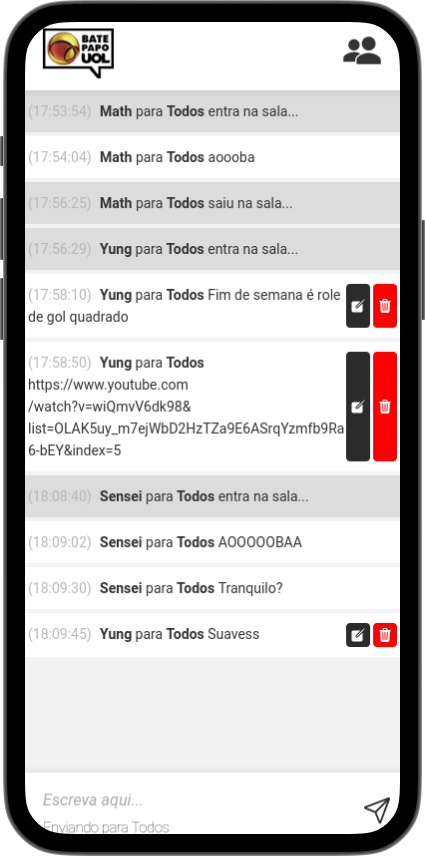 BATE
PAPO
UOL
(17:53:54) Math para Todos entra na sala...
(17:54:04) Math para Todos aoooba
(17:56:25) Math para Todos saiu na sala...
(17:56:29) Yung para Todos entra na sala...
(17:58:10) Yung para Todos Fim de semana é role
de gol quadrado
(17:58:50) Yung para Todos
https://www.youtube.com
/watch?v=wiQmvV6dk98&
list=OLAK5uy_m7ejWbD2HzTZa9E6ASrqYzmfb9Ra
6-bEY&index=5
(18:08:40) Sensei para Todos entra na sala...
(18:09:02) Sensei para Todos AOOOOOBAA
(18:09:30) Sensei para Todos Tranquilo?
(18:09:45) Yung para Todos Suavess
Escreva aqui...
Enviando para Todos